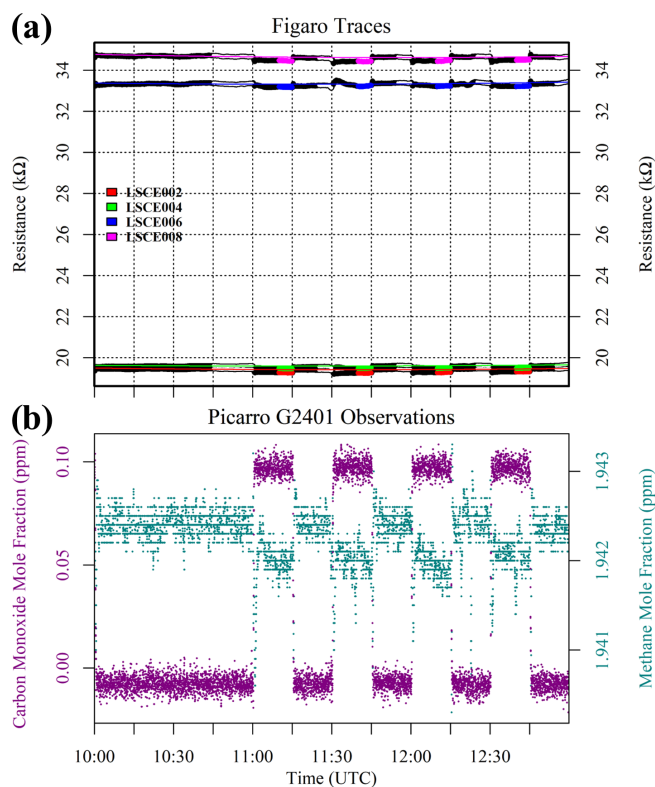 (a)
Figaro Traces
Resistance (kΩ)
34
32
30
28
26
24
22
20
LSCE002
LSCE004
LSCE006
LSCE008
34
32
30
28
26
24
22
20
Resistance (kΩ)
(b)
Picarro G2401 Observations
Carbon Monoxide Mole Fraction (ppm)
0.10
0.05
0.00
1.943
1.942
1.941
Methane Mole Fraction (ppm)
10:00 10:30 11:00 11:30 12:00 12:30
Time (UTC)